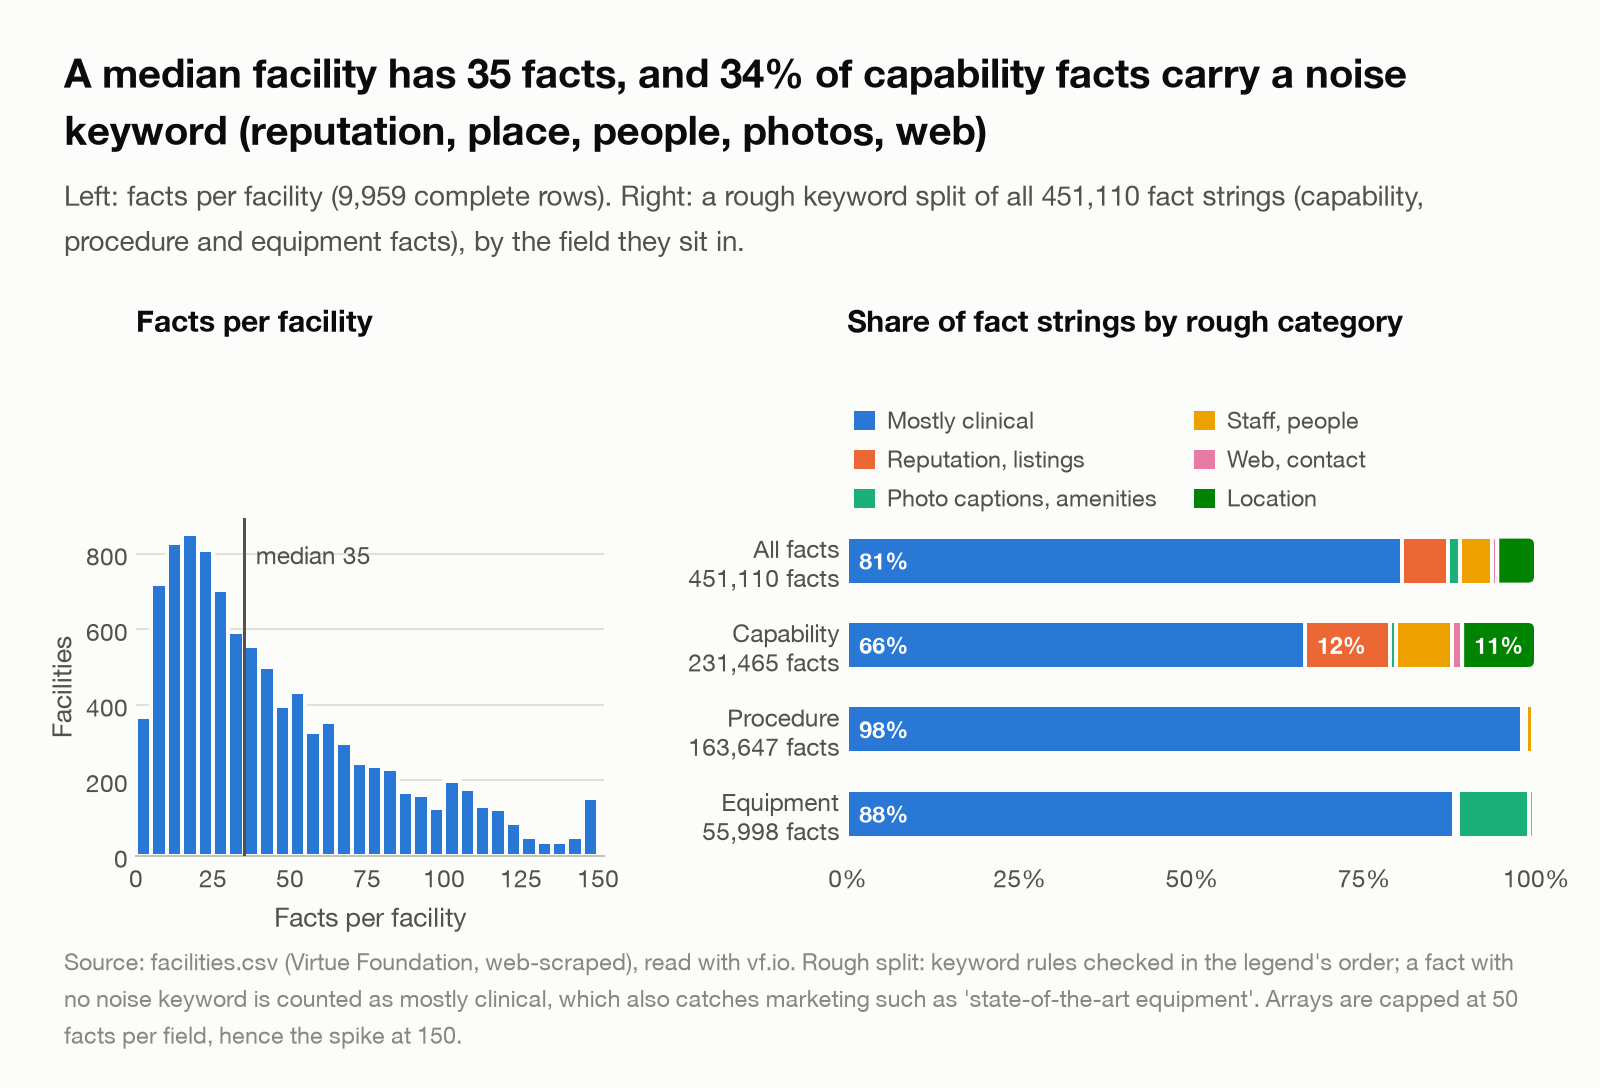 A median facility has 35 facts, and 34% of capability facts carry a noise
keyword (reputation, place, people, photos, web)
Left: facts per facility (9,959 complete rows). Right: a rough keyword split of all 451,110 fact strings (capability,
procedure and equipment facts), by the field they sit in.
Facts per facility
800
600
400
200
0
Facilities
median 35
0 25 50 75 100 125 150
Facts per facility
Share of fact strings by rough category
Mostly clinical
Reputation, listings
Photo captions, amenities
Staff, people
Web, contact
Location
All facts
451,110 facts
81%
Capability
231,465 facts
66% 12% 11%
Procedure
163,647 facts
98%
Equipment
55,998 facts
88%
0% 25% 50% 75% 100%
Source: facilities.csv (Virtue Foundation, web-scraped), read with vf.io. Rough split: keyword rules checked in the legend's order; a fact with
no noise keyword is counted as mostly clinical, which also catches marketing such as 'state-of-the-art equipment'. Arrays are capped at 50
facts per field, hence the spike at 150.